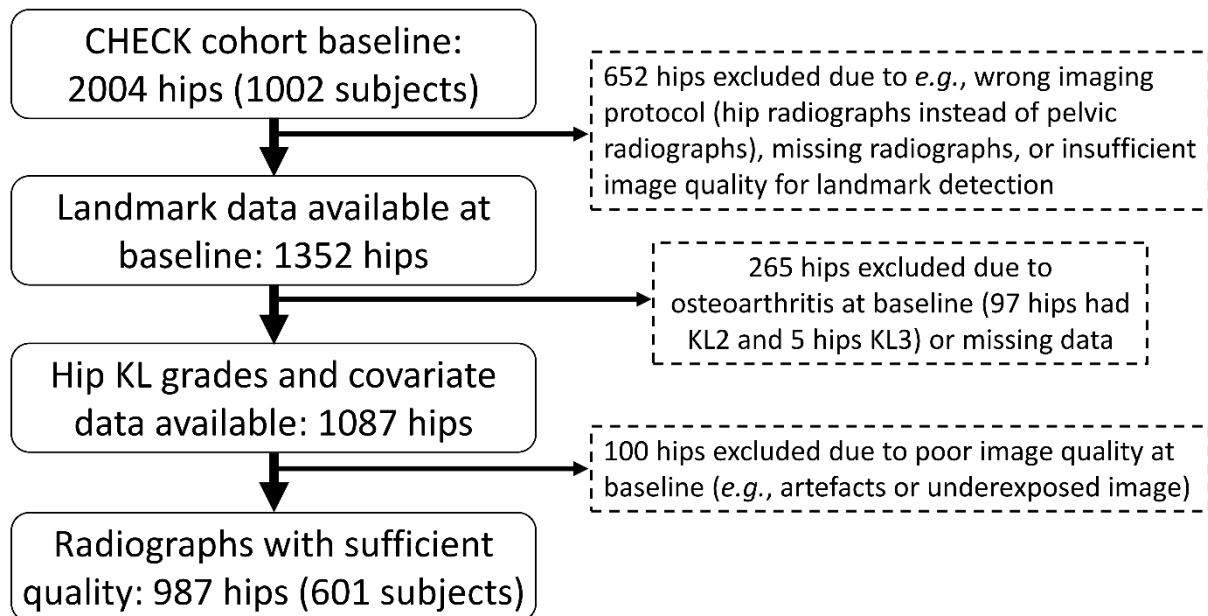 CHECK cohort baseline:
2004 hips (1002 subjects)
652 hips excluded due to e.g., wrong imaging
protocol (hip radiographs instead of pelvic
radiographs), missing radiographs, or insufficient
image quality for landmark detection
Landmark data available at
baseline: 1352 hips
265 hips excluded due to
osteoarthritis at baseline (97 hips had
KL2 and 5 hips KL3) or missing data
Hip KL grades and covariate
data available: 1087 hips
100 hips excluded due to poor image quality at
baseline (e.g., artefacts or underexposed image)
Radiographs with sufficient
quality: 987 hips (601 subjects)